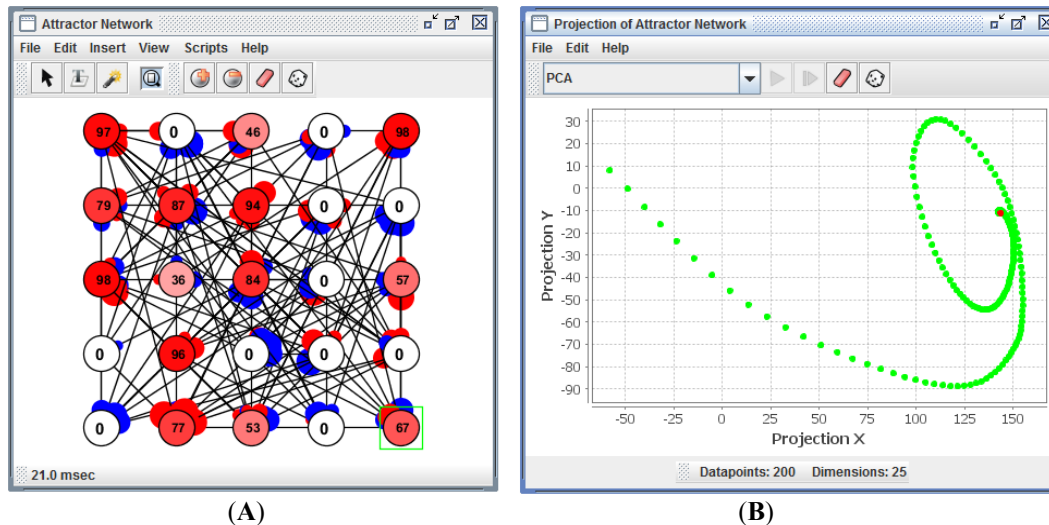 Attractor Network
File Edit Insert View Scripts Help
97 0 46 0 98
79 87 94 0 0
98 36 84 0 57
0 96 0 0 0
0 77 53 0 67
21.0 msec
(A)
Projection of Attractor Network
File Edit Help
PCA
30
20
10
0
-10
-20
-30
-40
-50
-60
-70
-80
-90
Projection Y
-50 -25 0 25 50 75 100 125 150
Projection X
Datapoints: 200 Dimensions: 25
(B)